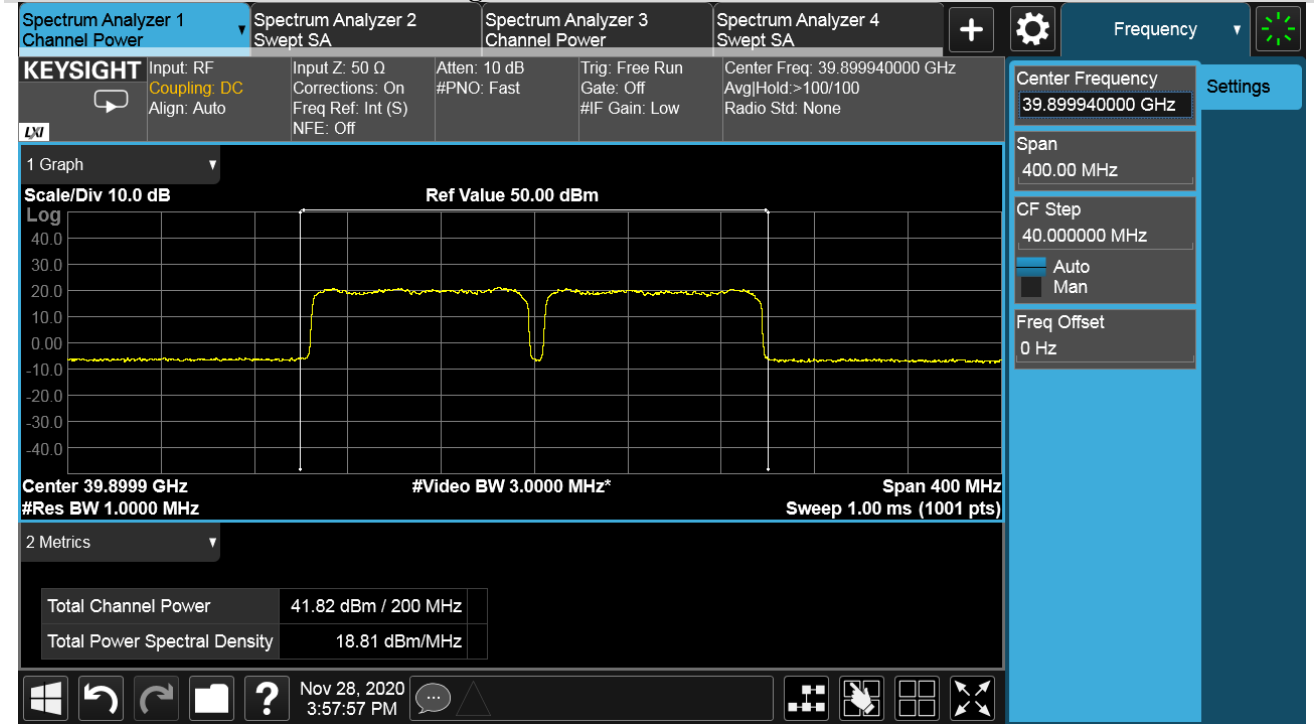 Spectrum Analyzer 1
Channel Power
Spectrum Analyzer 2
Swept SA
Spectrum Analyzer 3
Channel Power
Spectrum Analyzer 4
Swept SA
+
Frequency
KEYSIGHT
LXI
Input: RF
Coupling: DC
Align: Auto
Input Z: 50 Ω
Corrections: On
Freq Ref: Int (S)
NFE: Off
Atten: 10 dB
#PNO: Fast
Trig: Free Run
Gate: Off
#IF Gain: Low
Center Freq: 39.899940000 GHz
Avg|Hold:>100/100
Radio Std: None
Center Frequency
39.899940000 GHz
Settings
Span
400.00 MHz
CF Step
40.000000 MHz
Auto
Man
Freq Offset
0 Hz
1 Graph
Scale/Div 10.0 dB
Ref Value 50.00 dBm
Log
40.0
30.0
20.0
10.0
0.00
-10.0
-20.0
-30.0
-40.0
Center 39.8999 GHz
#Video BW 3.0000 MHz*
Span 400 MHz
#Res BW 1.0000 MHz
Sweep 1.00 ms (1001 pts)
2 Metrics
Total Channel Power 41.82 dBm / 200 MHz
Total Power Spectral Density 18.81 dBm/MHz
?
Nov 28, 2020
3:57:57 PM